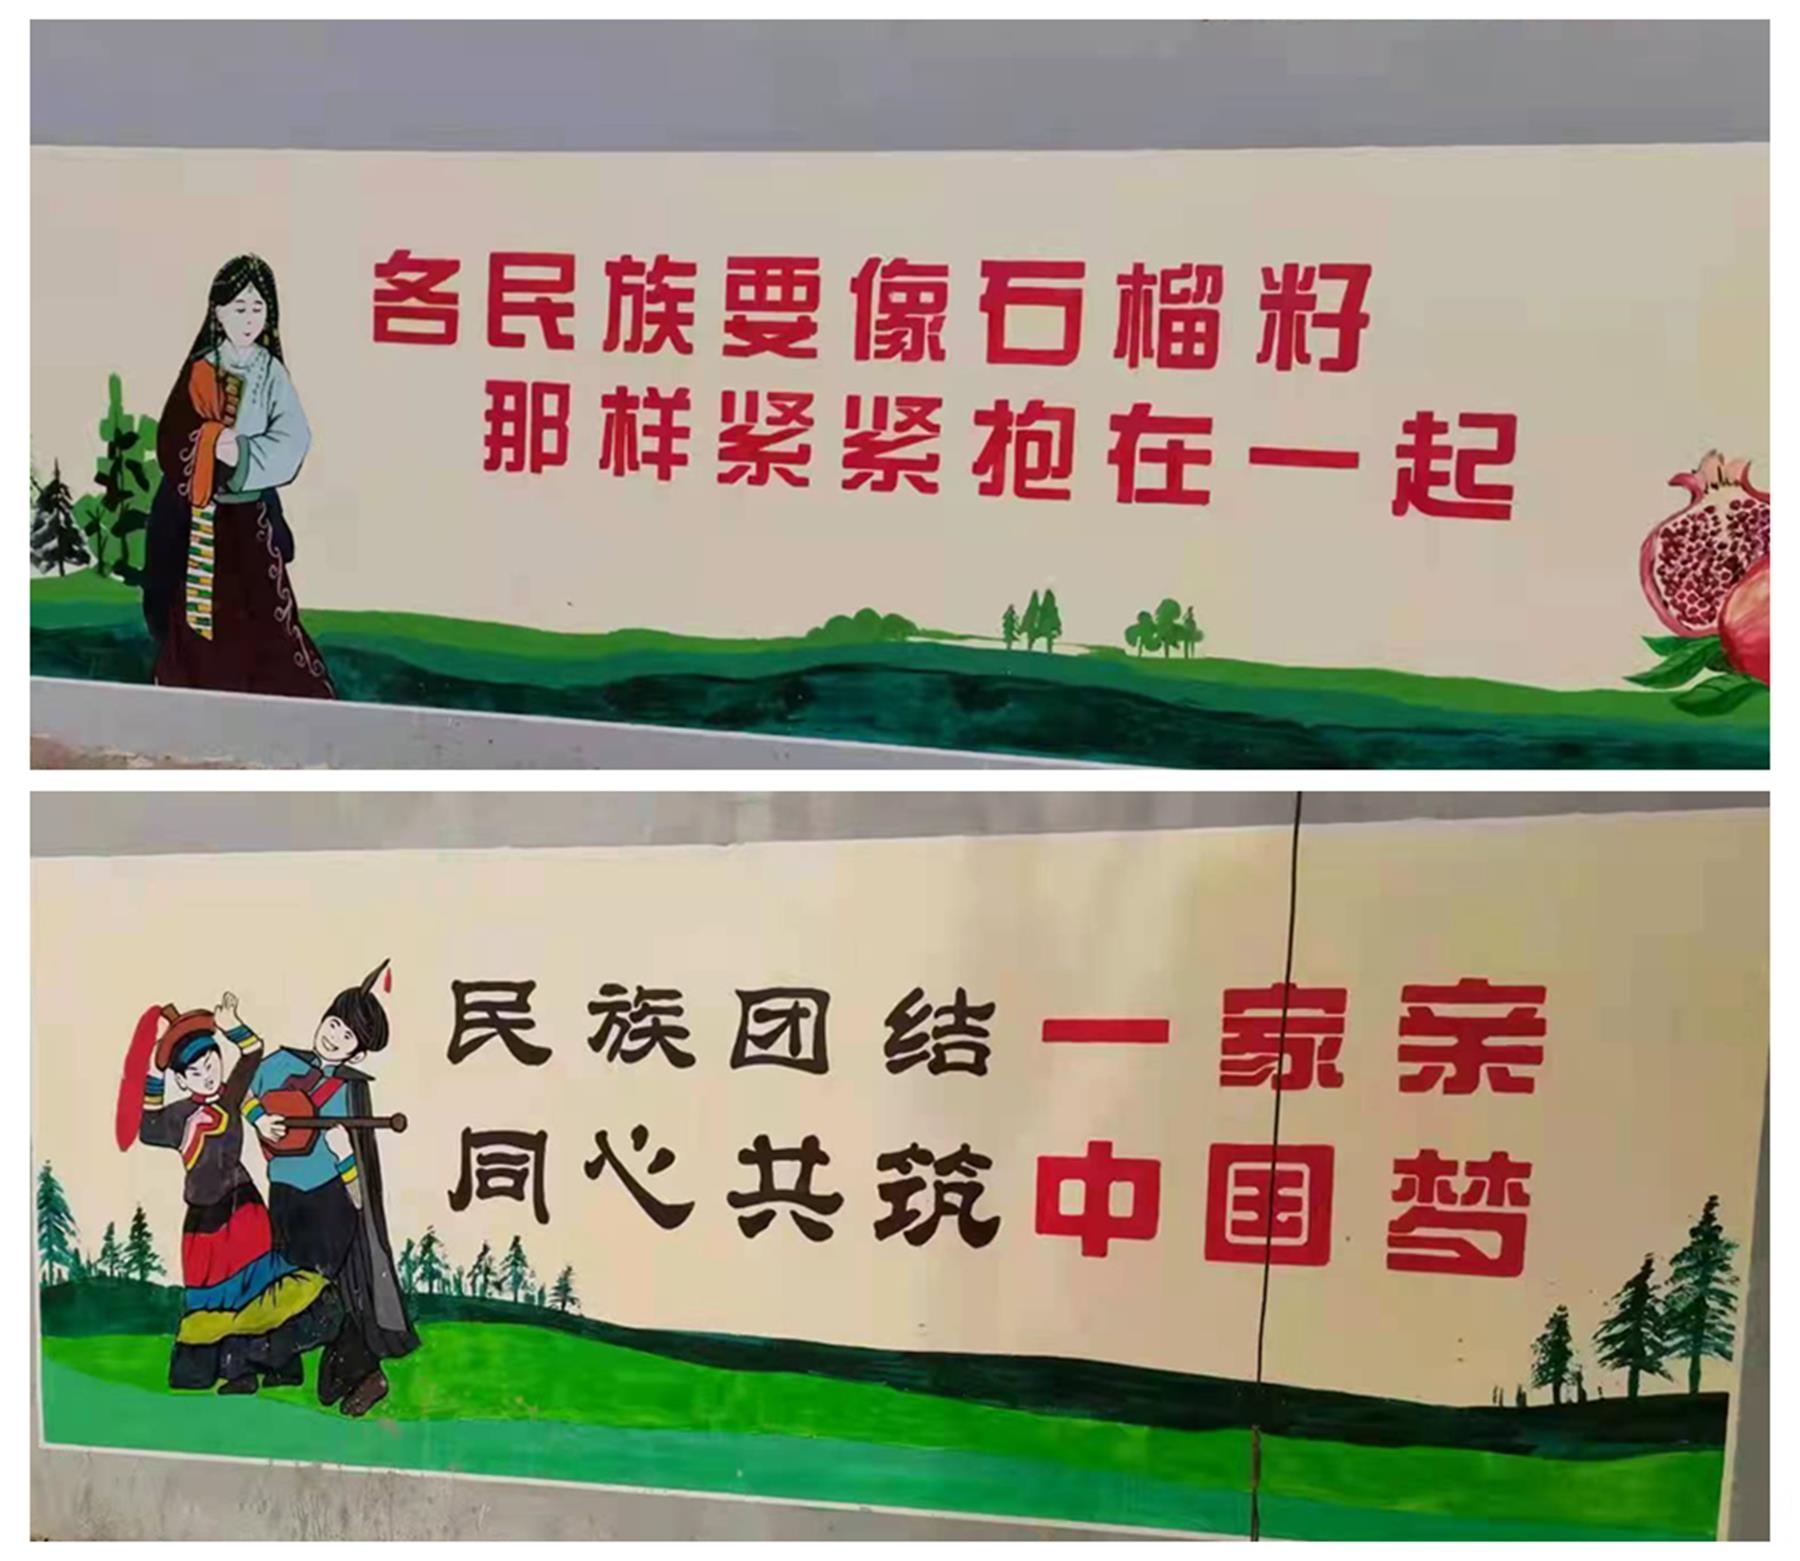 各民族要像石榴籽
那样紧紧抱在一起
民族团结一家亲
同心共筑中国梦